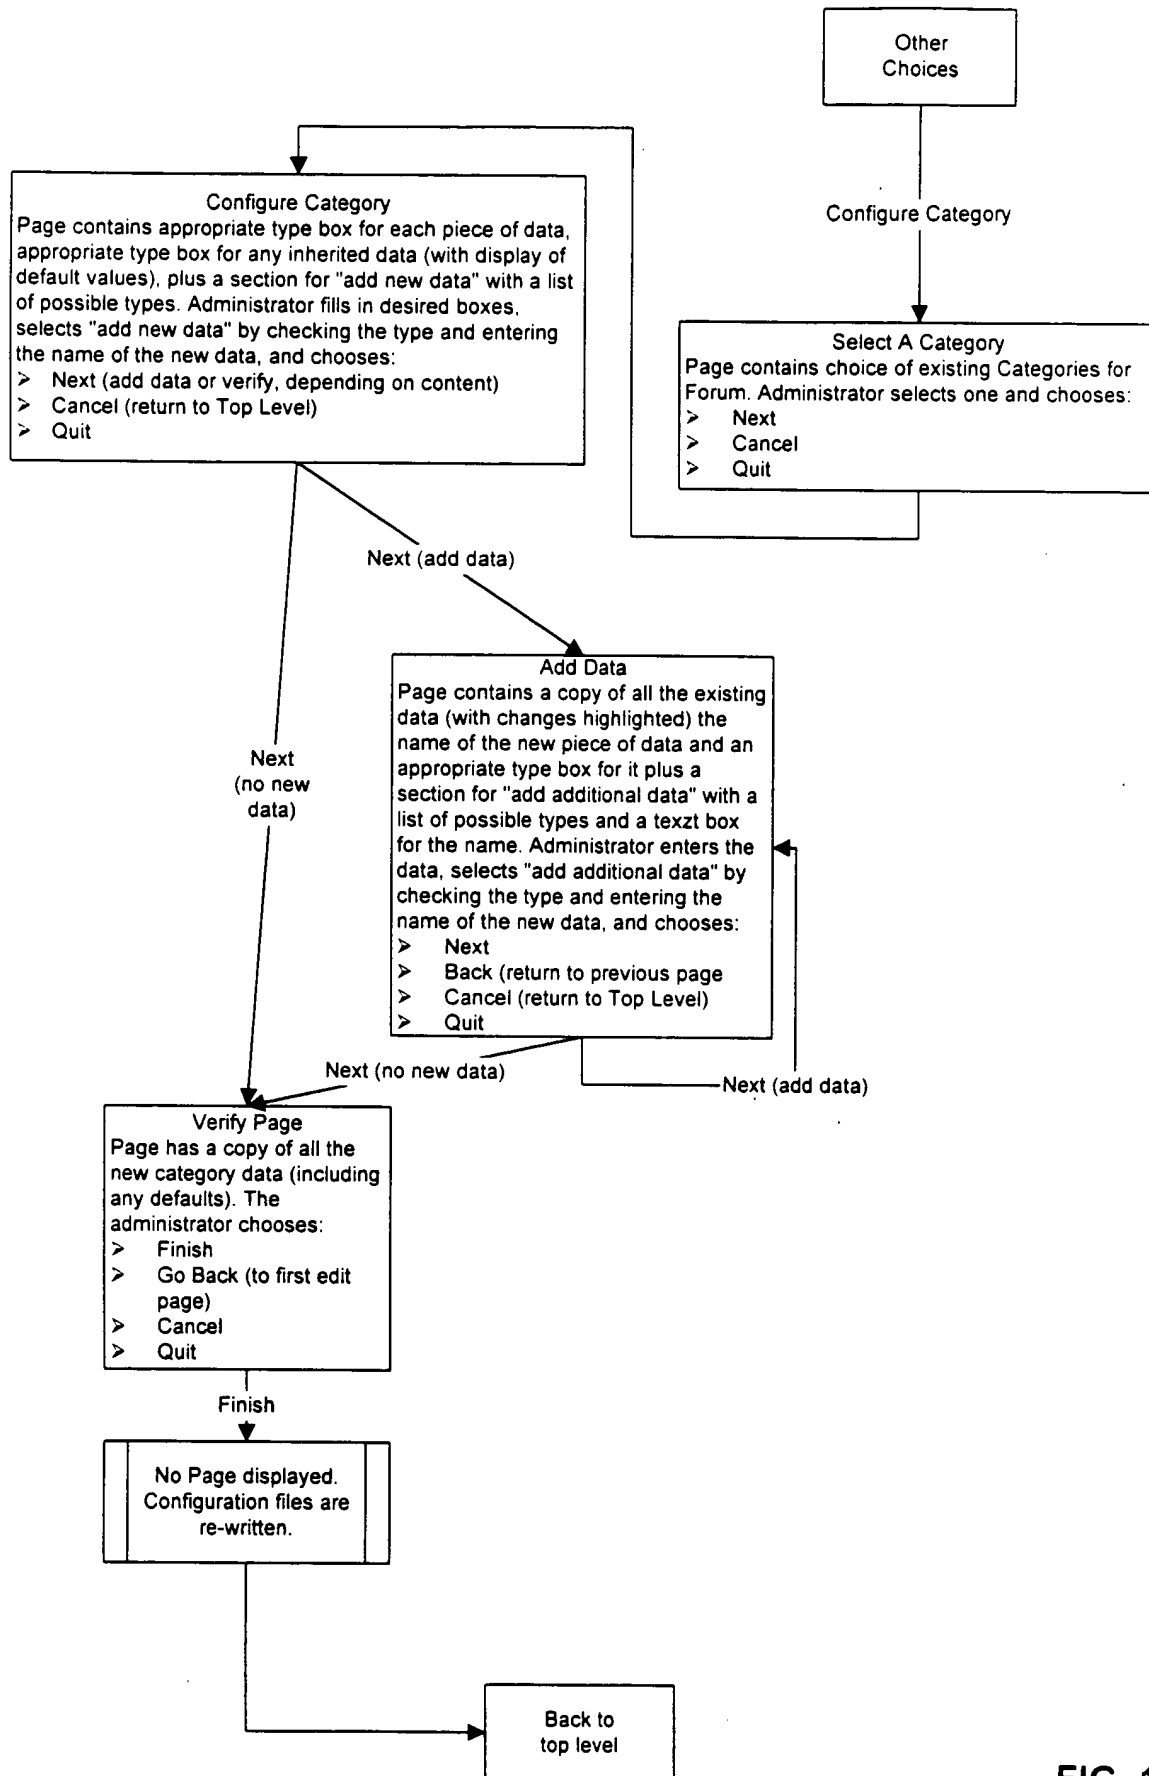 Other
Choices
Configure Category
Select A Category
Page contains choice of existing Categories for
Forum. Administrator selects one and chooses:
➢ Next
➢ Cancel
➢ Quit
Configure Category
Page contains appropriate type box for each piece of data,
appropriate type box for any inherited data (with display of
default values), plus a section for "add new data" with a list
of possible types. Administrator fills in desired boxes,
selects "add new data" by checking the type and entering
the name of the new data, and chooses:
➢ Next (add data or verify, depending on content)
➢ Cancel (return to Top Level)
➢ Quit
Next (add data)
Next
(no new
data)
Add Data
Page contains a copy of all the existing
data (with changes highlighted) the
name of the new piece of data and an
appropriate type box for it plus a
section for "add additional data" with a
list of possible types and a texzt box
for the name. Administrator enters the
data, selects "add additional data" by
checking the type and entering the
name of the new data, and chooses:
➢ Next
➢ Back (return to previous page
➢ Cancel (return to Top Level)
➢ Quit
Next (no new data)
Next (add data)
Verify Page
Page has a copy of all the
new category data (including
any defaults). The
administrator chooses:
➢ Finish
➢ Go Back (to first edit
page)
➢ Cancel
➢ Quit
Finish
No Page displayed.
Configuration files are
re-written.
Back to
top level
FIG.